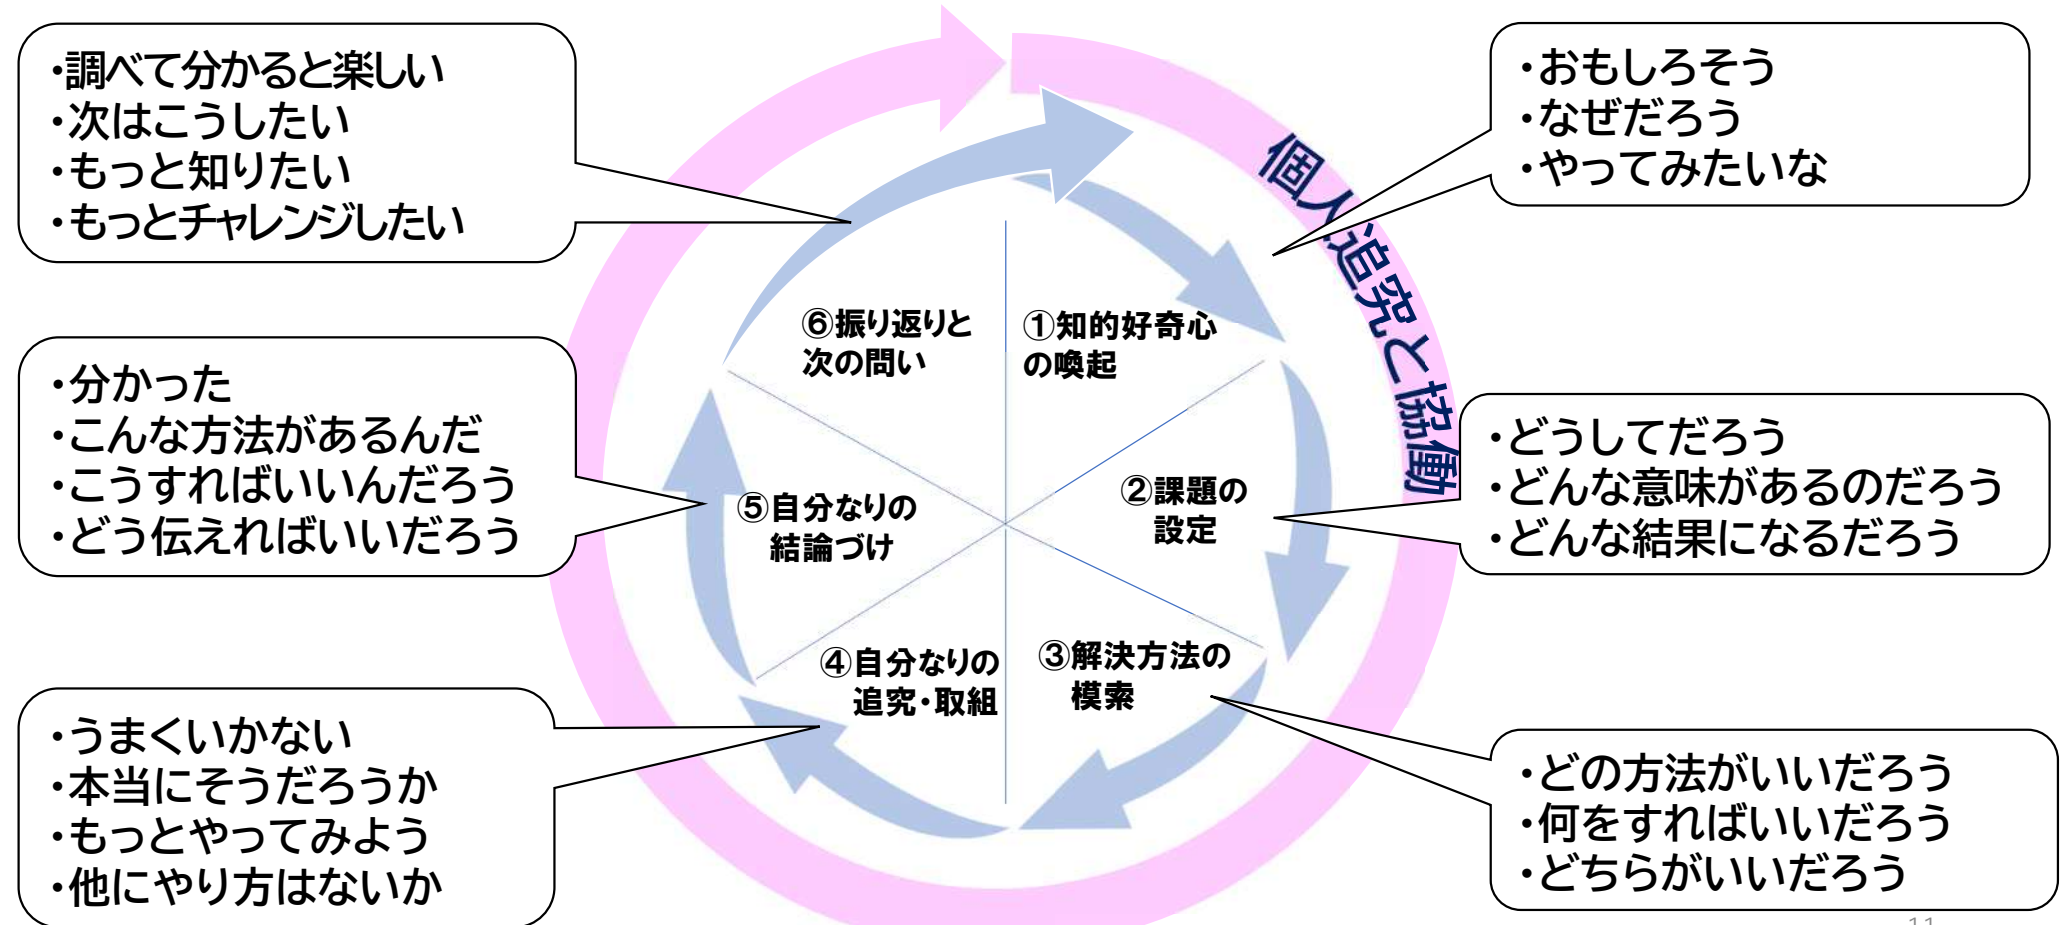 ・調べて分かると楽しい
・次はこうしたい
・もっと知りたい
・もっとチャレンジしたい
・おもしろそう
・なぜだろう
・やってみたいな
個人追究と協働
⑥振り返りと
次の問い
①知的好奇心
の喚起
・分かった
・こんな方法があるんだ
・こうすればいいんだろう
・どう伝えればいいだろう
⑤自分なりの
結論づけ
②課題の
設定
・どうしてだろう
・どんな意味があるのだろう
・どんな結果になるだろう
④自分なりの
追究・取組
③解決方法の
模索
・うまくいかない
・本当にそうだろうか
・もっとやってみよう
・他にやり方はないか
・どの方法がいいだろう
・何をすればいいだろう
・どちらがいいだろう
11